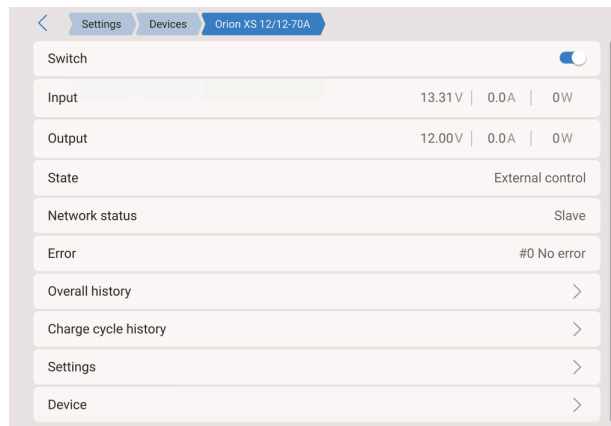 Settings Devices Orion XS 12/12-70A
Switch
Input 13.31V 0.0A 0W
Output 12.00V 0.0A 0W
State External control
Network status Slave
Error #0 No error
Overall history
Charge cycle history
Settings
Device